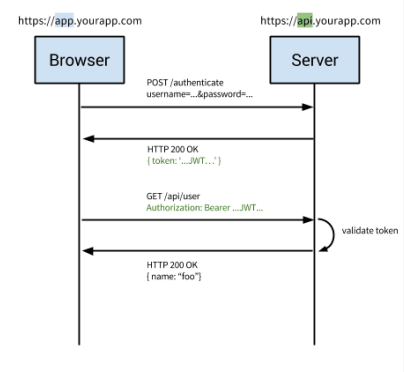 https://app.yourapp.com
https://api.yourapp.com
Browser
Server
POST /authenticate
username=...&password=...
HTTP 200 OK
{ token: ‘...JWT...’ }
GET /api/user
Authorization: Bearer ...JWT...
validate token
HTTP 200 OK
{ name: “foo”}